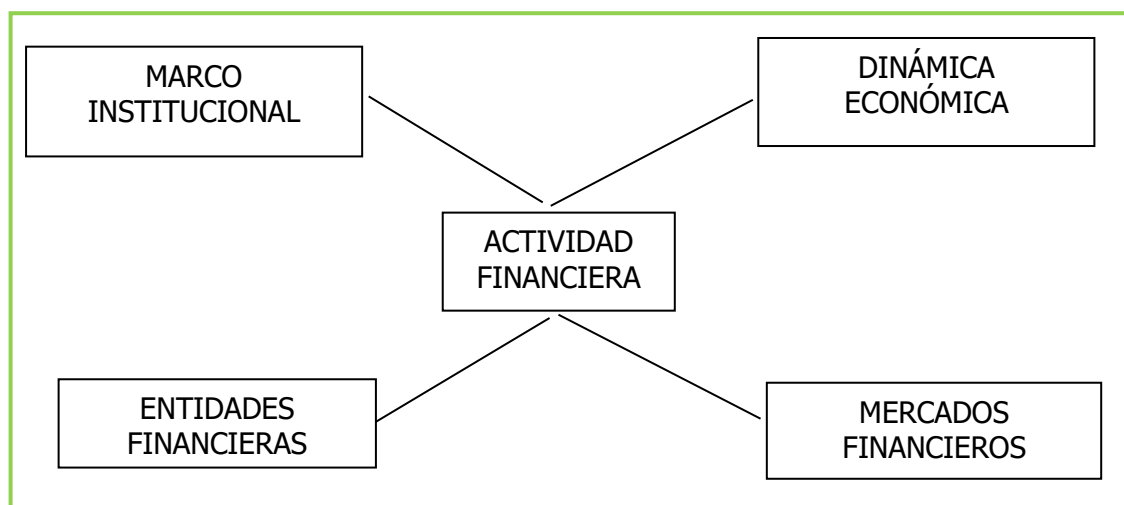 MARCO
INSTITUCIONAL
DINÁMICA
ECONÓMICA
ACTIVIDAD
FINANCIERA
ENTIDADES
FINANCIERAS
MERCADOS
FINANCIEROS